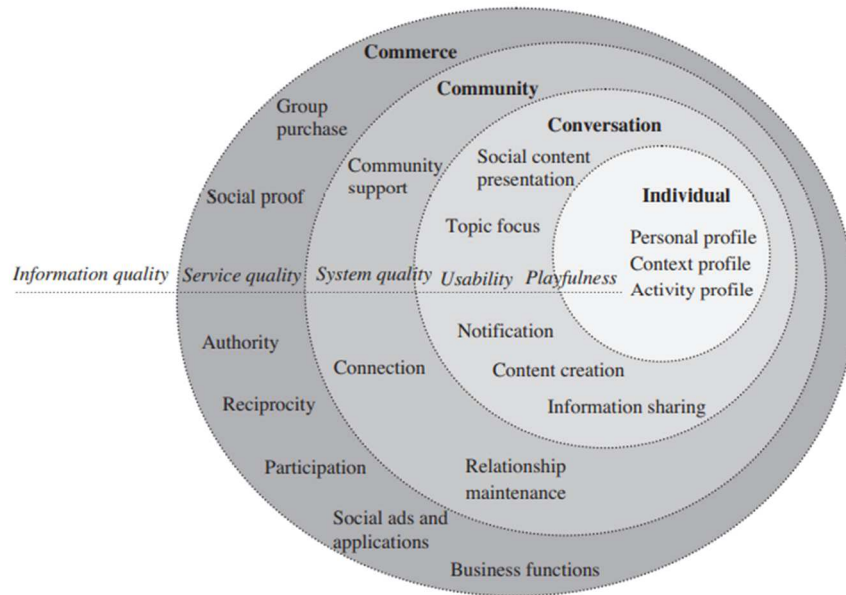 Commerce
Group
purchase
Social proof
Community
Community
support
Conversation
Social content
presentation
Topic focus
Individual
Personal profile
Context profile
Activity profile
Information quality
Service quality
System quality
Usability
Playfulness
Authority
Reciprocity
Participation
Social ads and
applications
Business functions
Connection
Relationship
maintenance
Notification
Content creation
Information sharing